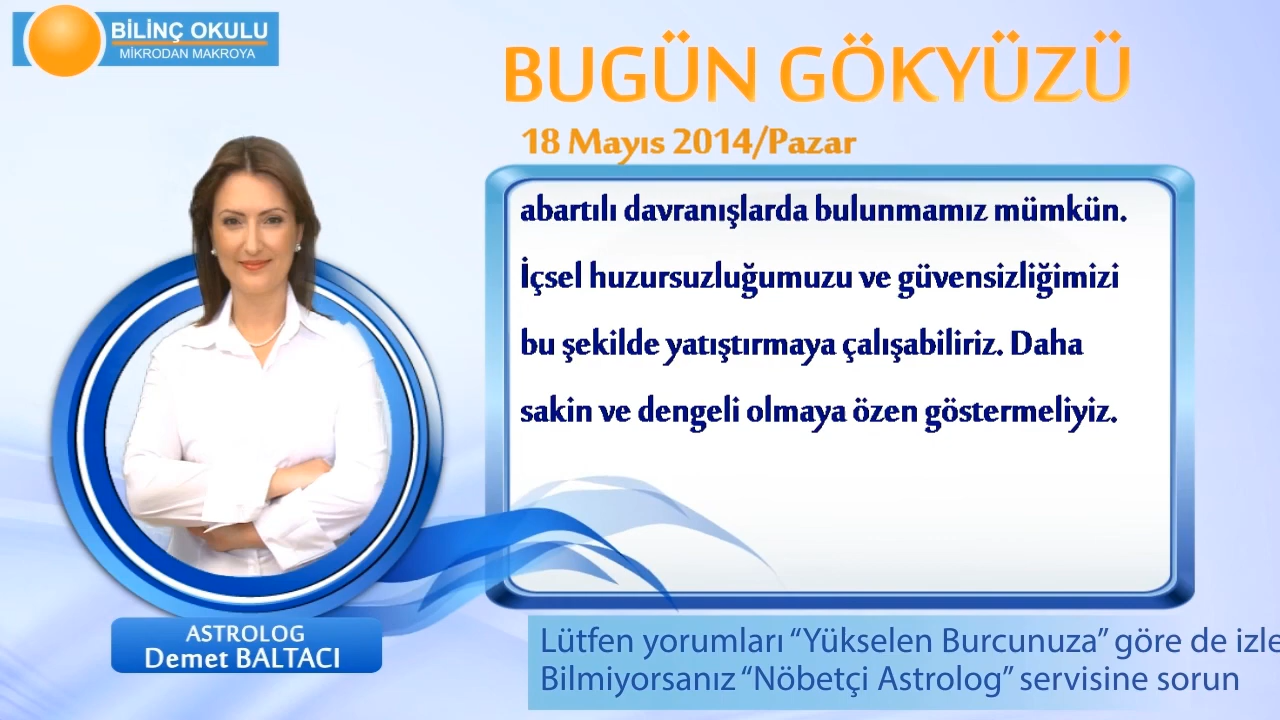 BİLİNÇ OKULU
MİKRODAN MAKROYA
BUGÜN GÖKYÜZÜ
18 Mayıs 2014/Pazar
abartılı davranışlarda bulunmamız mümkün.
İçsel huzursuzluğumuzu ve güvensizliğimizi
bu şekilde yatıştırmaya çalışabiliriz. Daha
sakin ve dengeli olmaya özen göstermeliyiz.
ASTROLOG
Demet BALTACI
Lütfen yorumları “Yükselen Burcunuza” göre de izle
Bilmiyorsanız “Nöbetçi Astrolog” servisine sorun